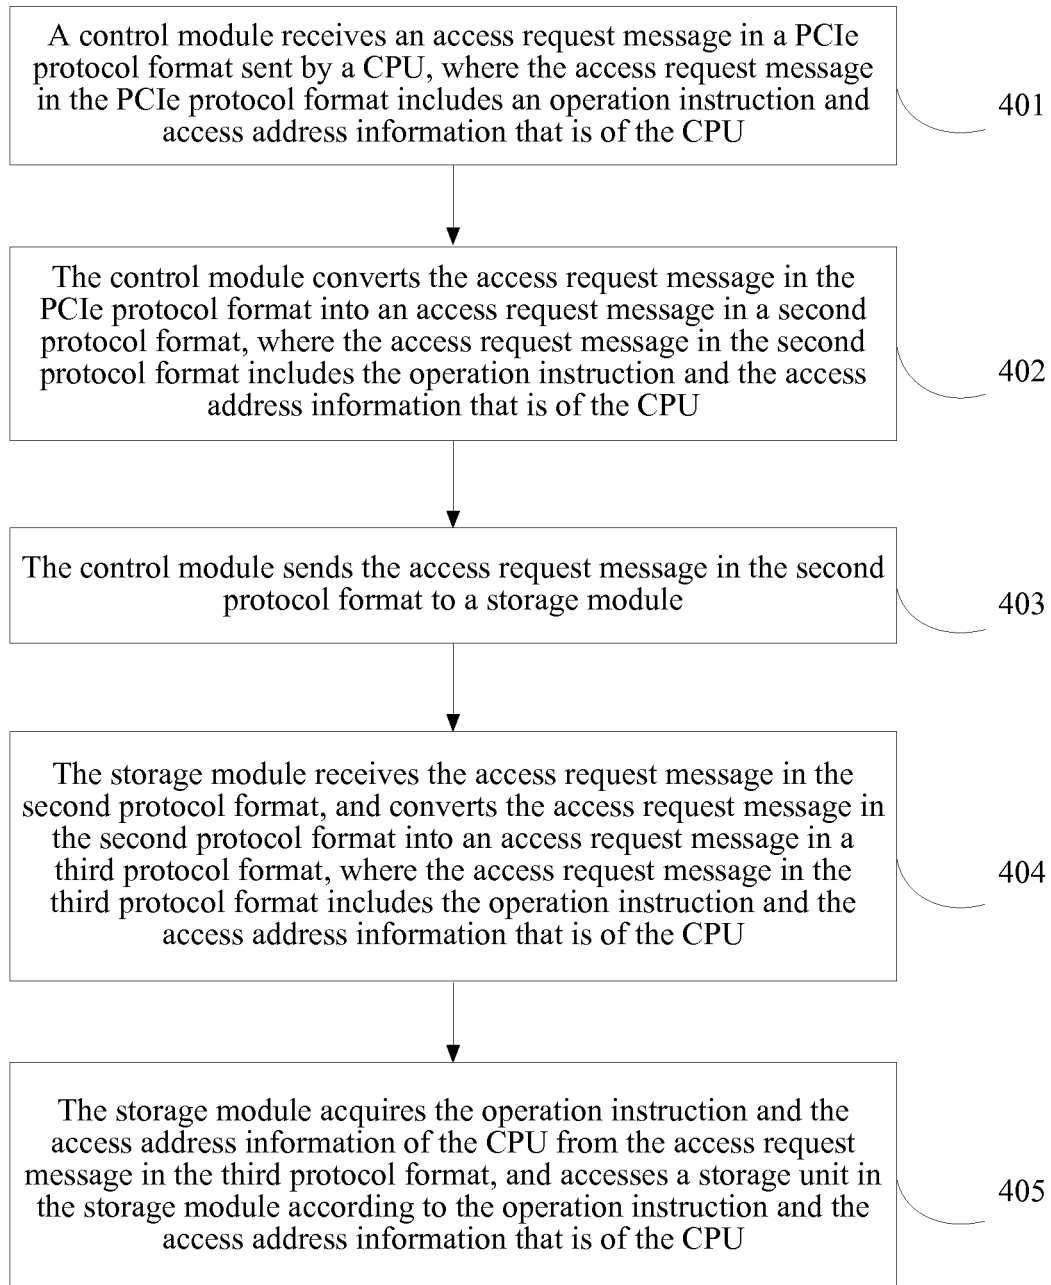 A control module receives an access request message in a PCIe
protocol format sent by a CPU, where the access request message
in the PCIe protocol format includes an operation instruction and
access address information that is of the CPU
401
The control module converts the access request message in the
PCIe protocol format into an access request message in a second
protocol format, where the access request message in the second
protocol format includes the operation instruction and the access
address information that is of the CPU
402
The control module sends the access request message in the second
protocol format to a storage module
403
The storage module receives the access request message in the
second protocol format, and converts the access request message in
the second protocol format into an access request message in a
third protocol format, where the access request message in the
third protocol format includes the operation instruction and the
access address information that is of the CPU
404
The storage module acquires the operation instruction and the
access address information of the CPU from the access request
message in the third protocol format, and accesses a storage unit in
the storage module according to the operation instruction and the
access address information that is of the CPU
405